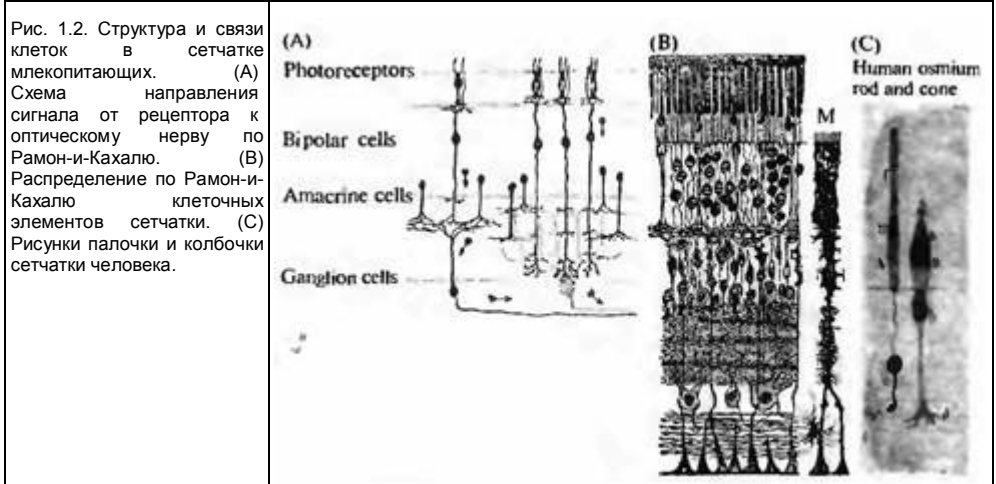 Рис. 1.2. Структура и связи
клеток в сетчатке
млекопитающих. (A)
Схема направления
сигнала от рецептора к
оптическому нерву по
Рамон-и-Кахалю. (B)
Распределение по Рамон-и-
Кахалю клеточных
элементов сетчатки. (C)
Рисунки палочки и колбочки
сетчатки человека.
(A)
Photoreceptors
Bipolar cells
Amacrine cells
Ganglion cells
(B)
M
(C)
Human osmium
rod and cone